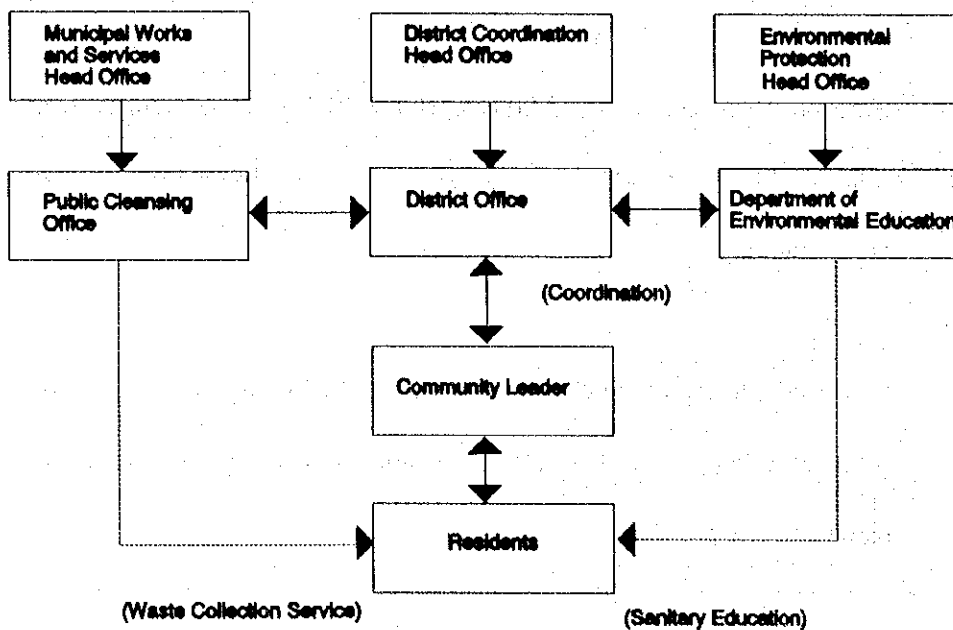 Municipal Works
and Services
Head Office
District Coordination
Head Office
Environmental
Protection
Head Office
Public Cleansing
Office
District Office
Department of
Environmental Education
(Coordination)
Community Leader
Residents
(Waste Collection Service)
(Sanitary Education)